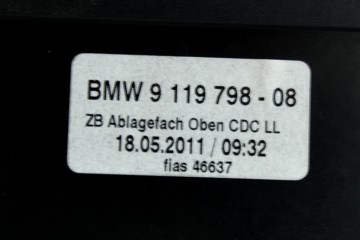 BMW 9 119 798 - 08
ZB Ablagefach Oben CDC LL
18.05.2011 / 09:32
fias 46637